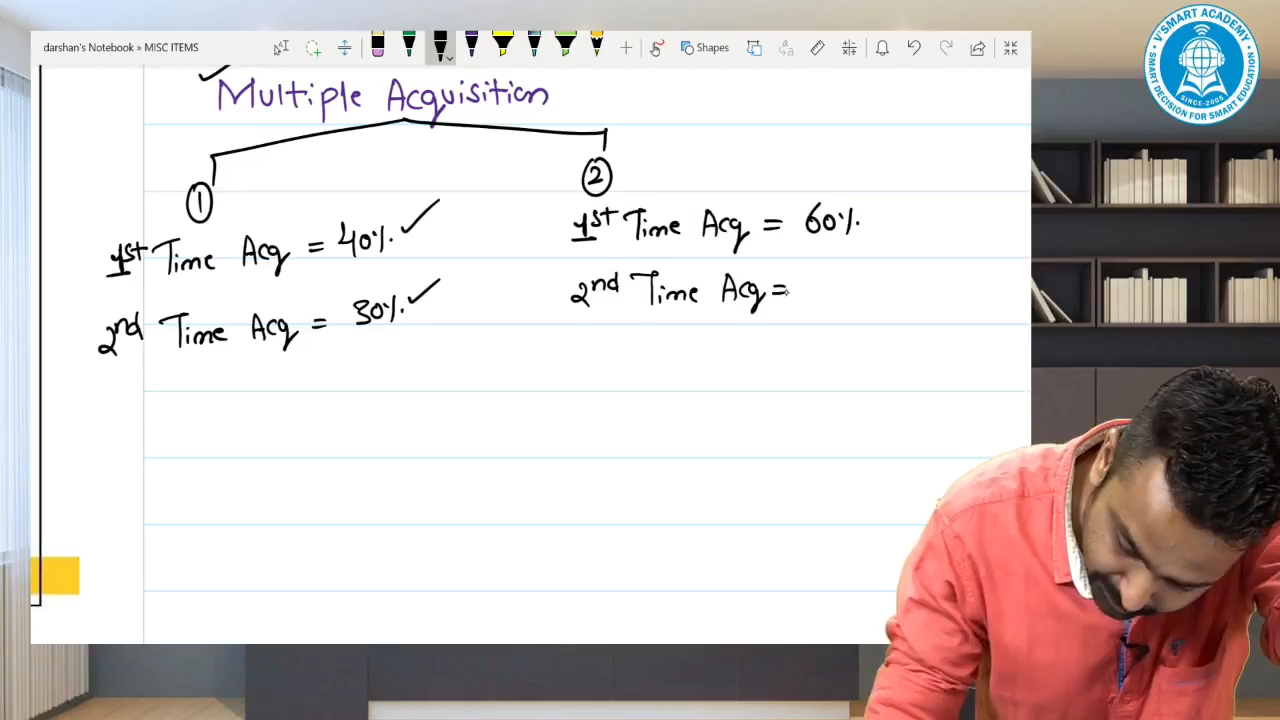 darshan's Notebook » MISC ITEMS
Shapes
Multiple Acquisition
1
1st Time Acq = 40%.
2nd Time Acq = 30%.
2
1st Time Acq = 60%.
2nd Time Acq =
V'SMART ACADEMY
SINCE-2005
SMART DECISION FOR SMART EDUCATION